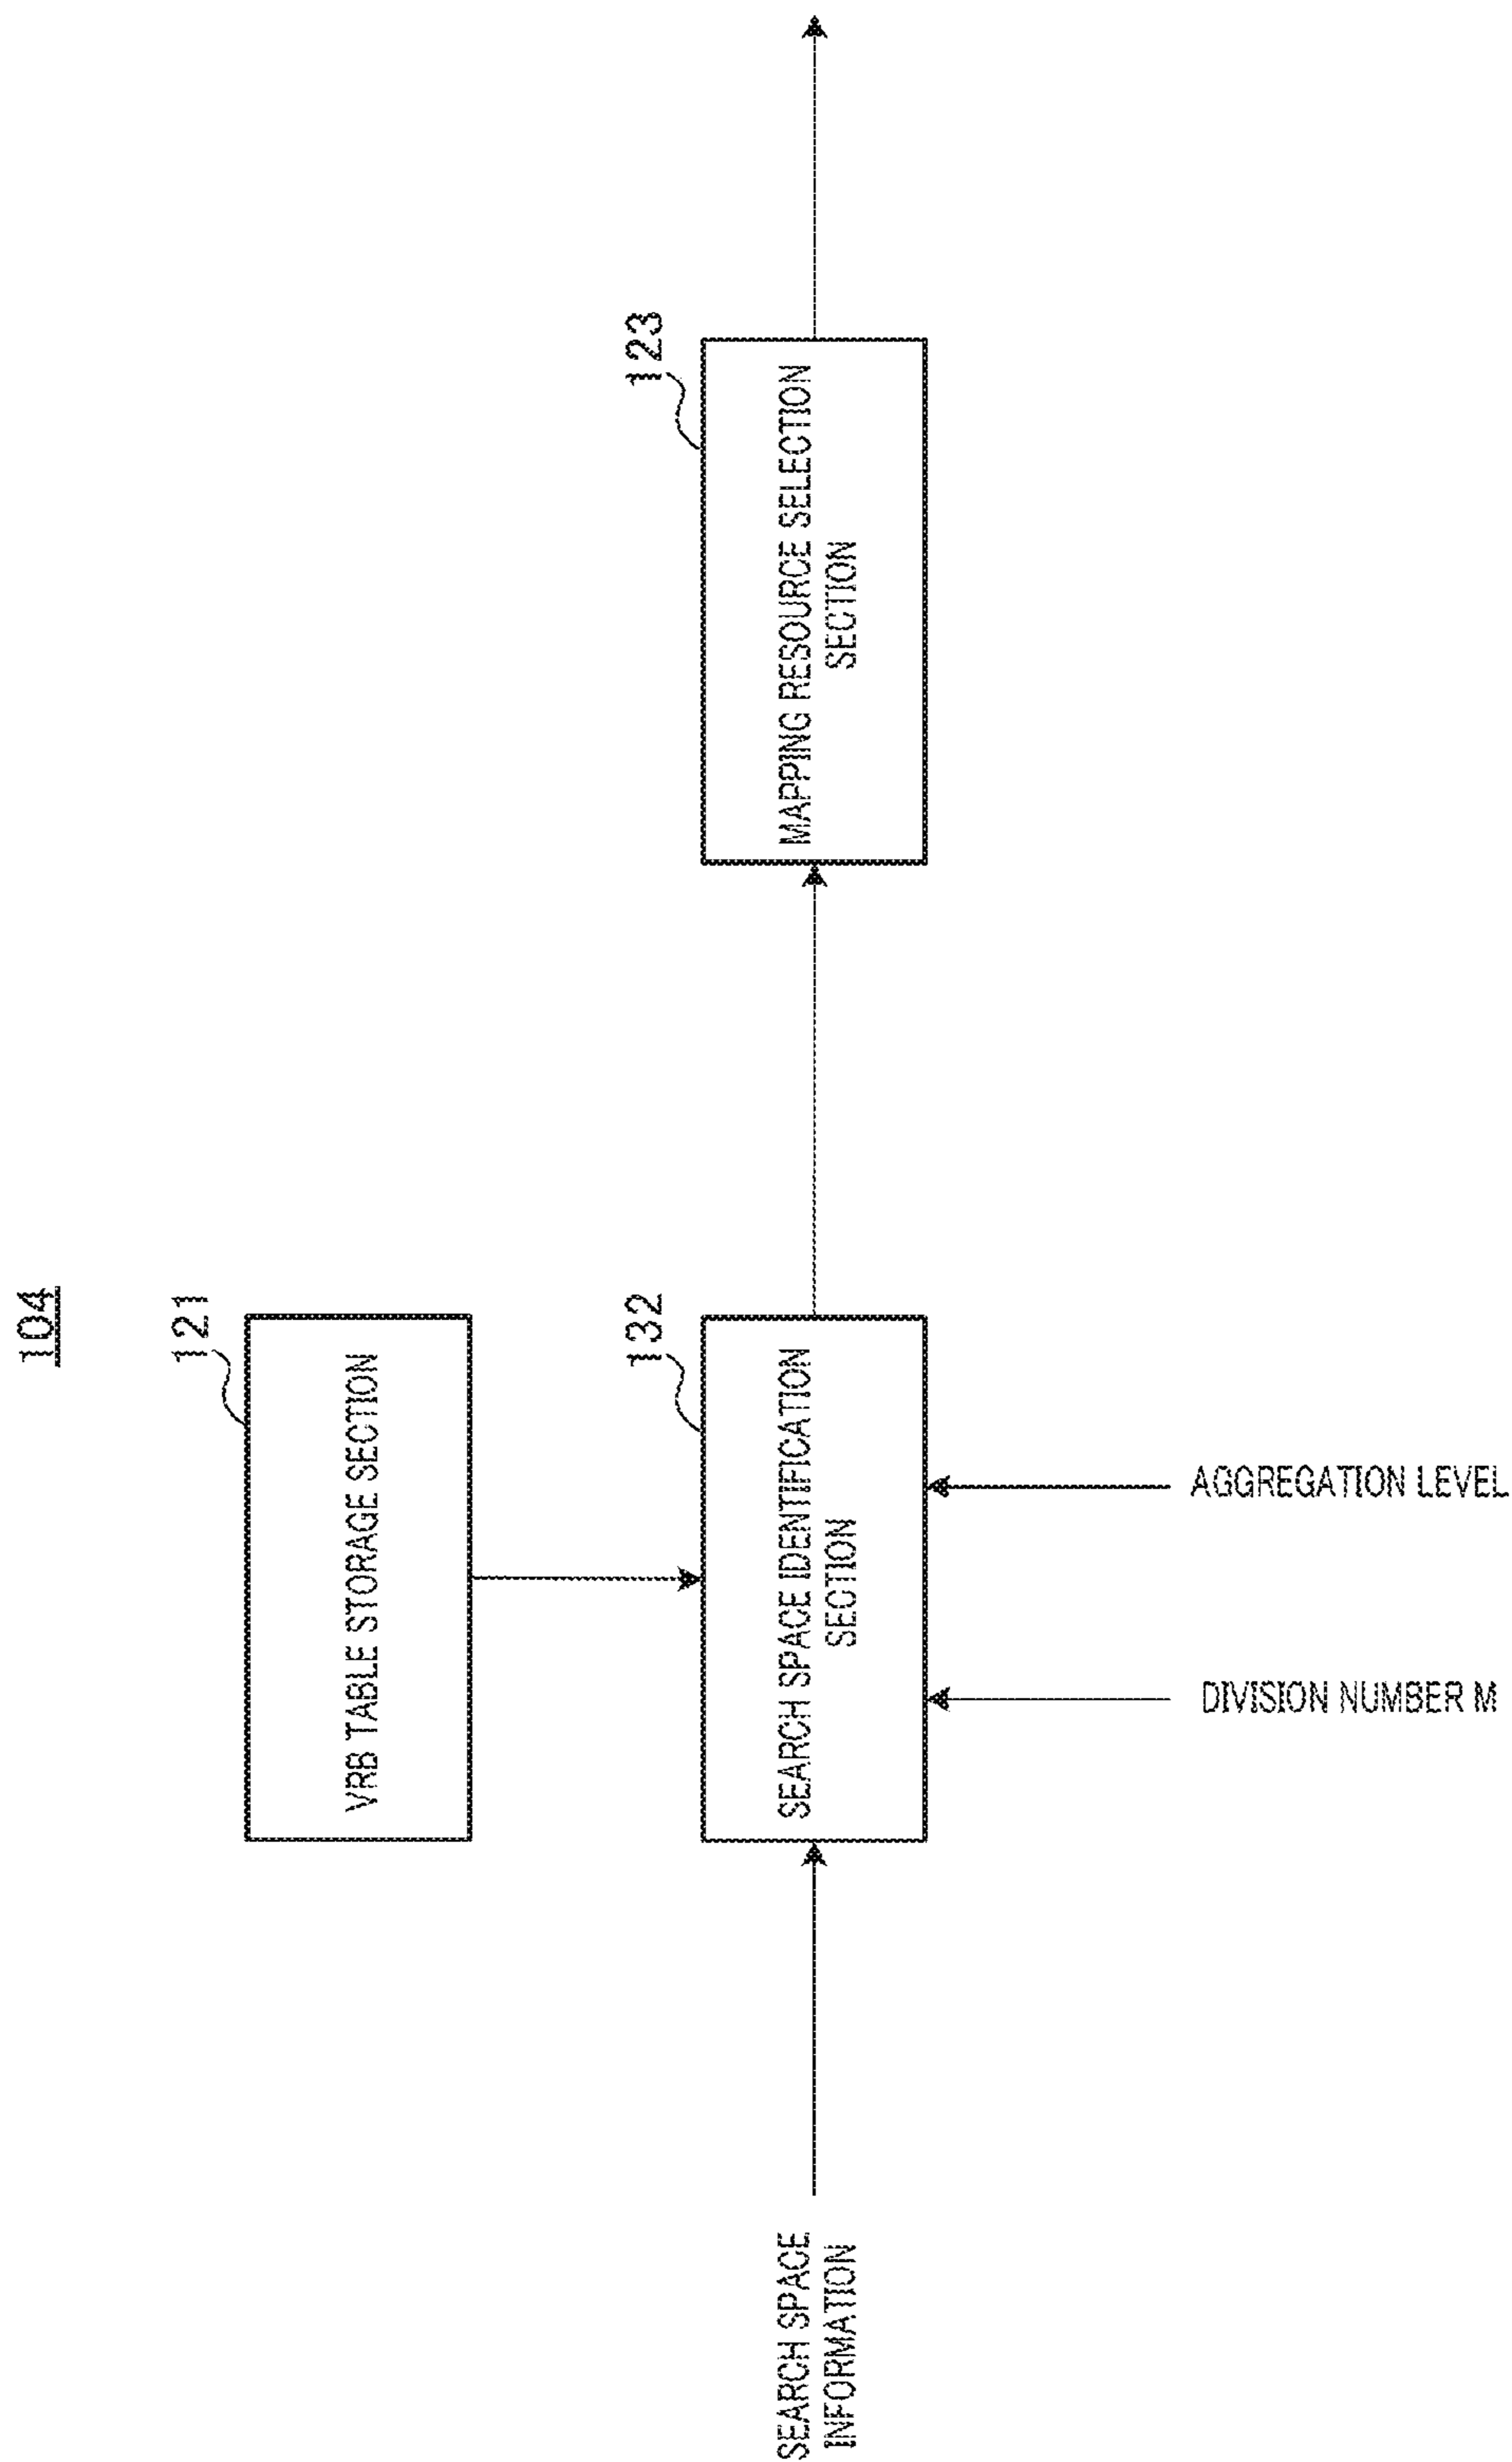 104
121
VRB TABLE STORAGE SECTION
132
SEARCH SPACE IDENTIFICATION
SECTION
123
MAPPING RESOURCE SELECTION
SECTION
SEARCH SPACE
INFORMATION
DIVISION NUMBER M
AGGREGATION LEVEL